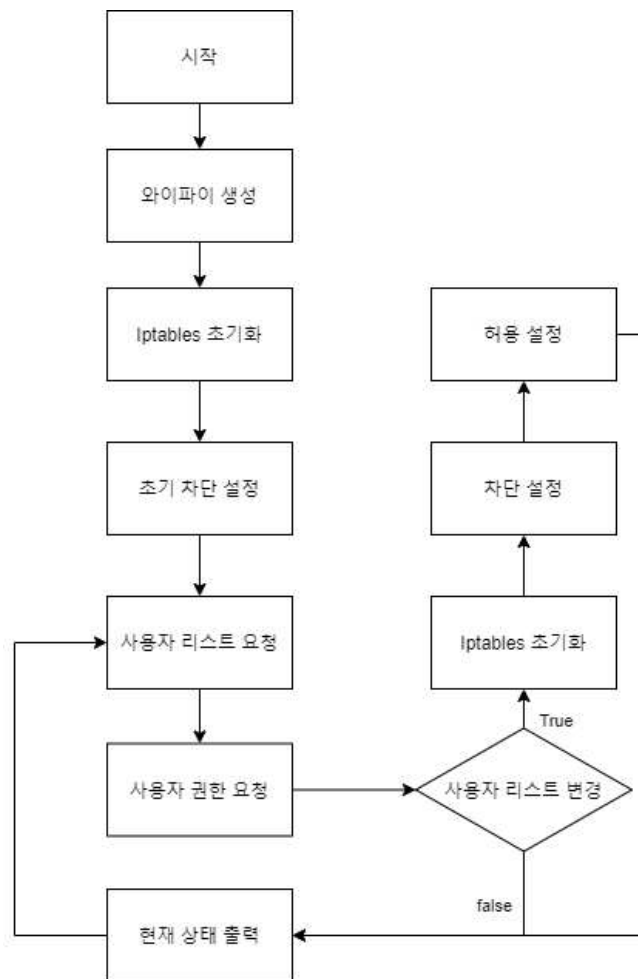 시작
와이파이 생성
Iptables 초기화
초기 차단 설정
사용자 리스트 요청
사용자 권한 요청
현재 상태 출력
허용 설정
차단 설정
Iptables 초기화
True
사용자 리스트 변경
false